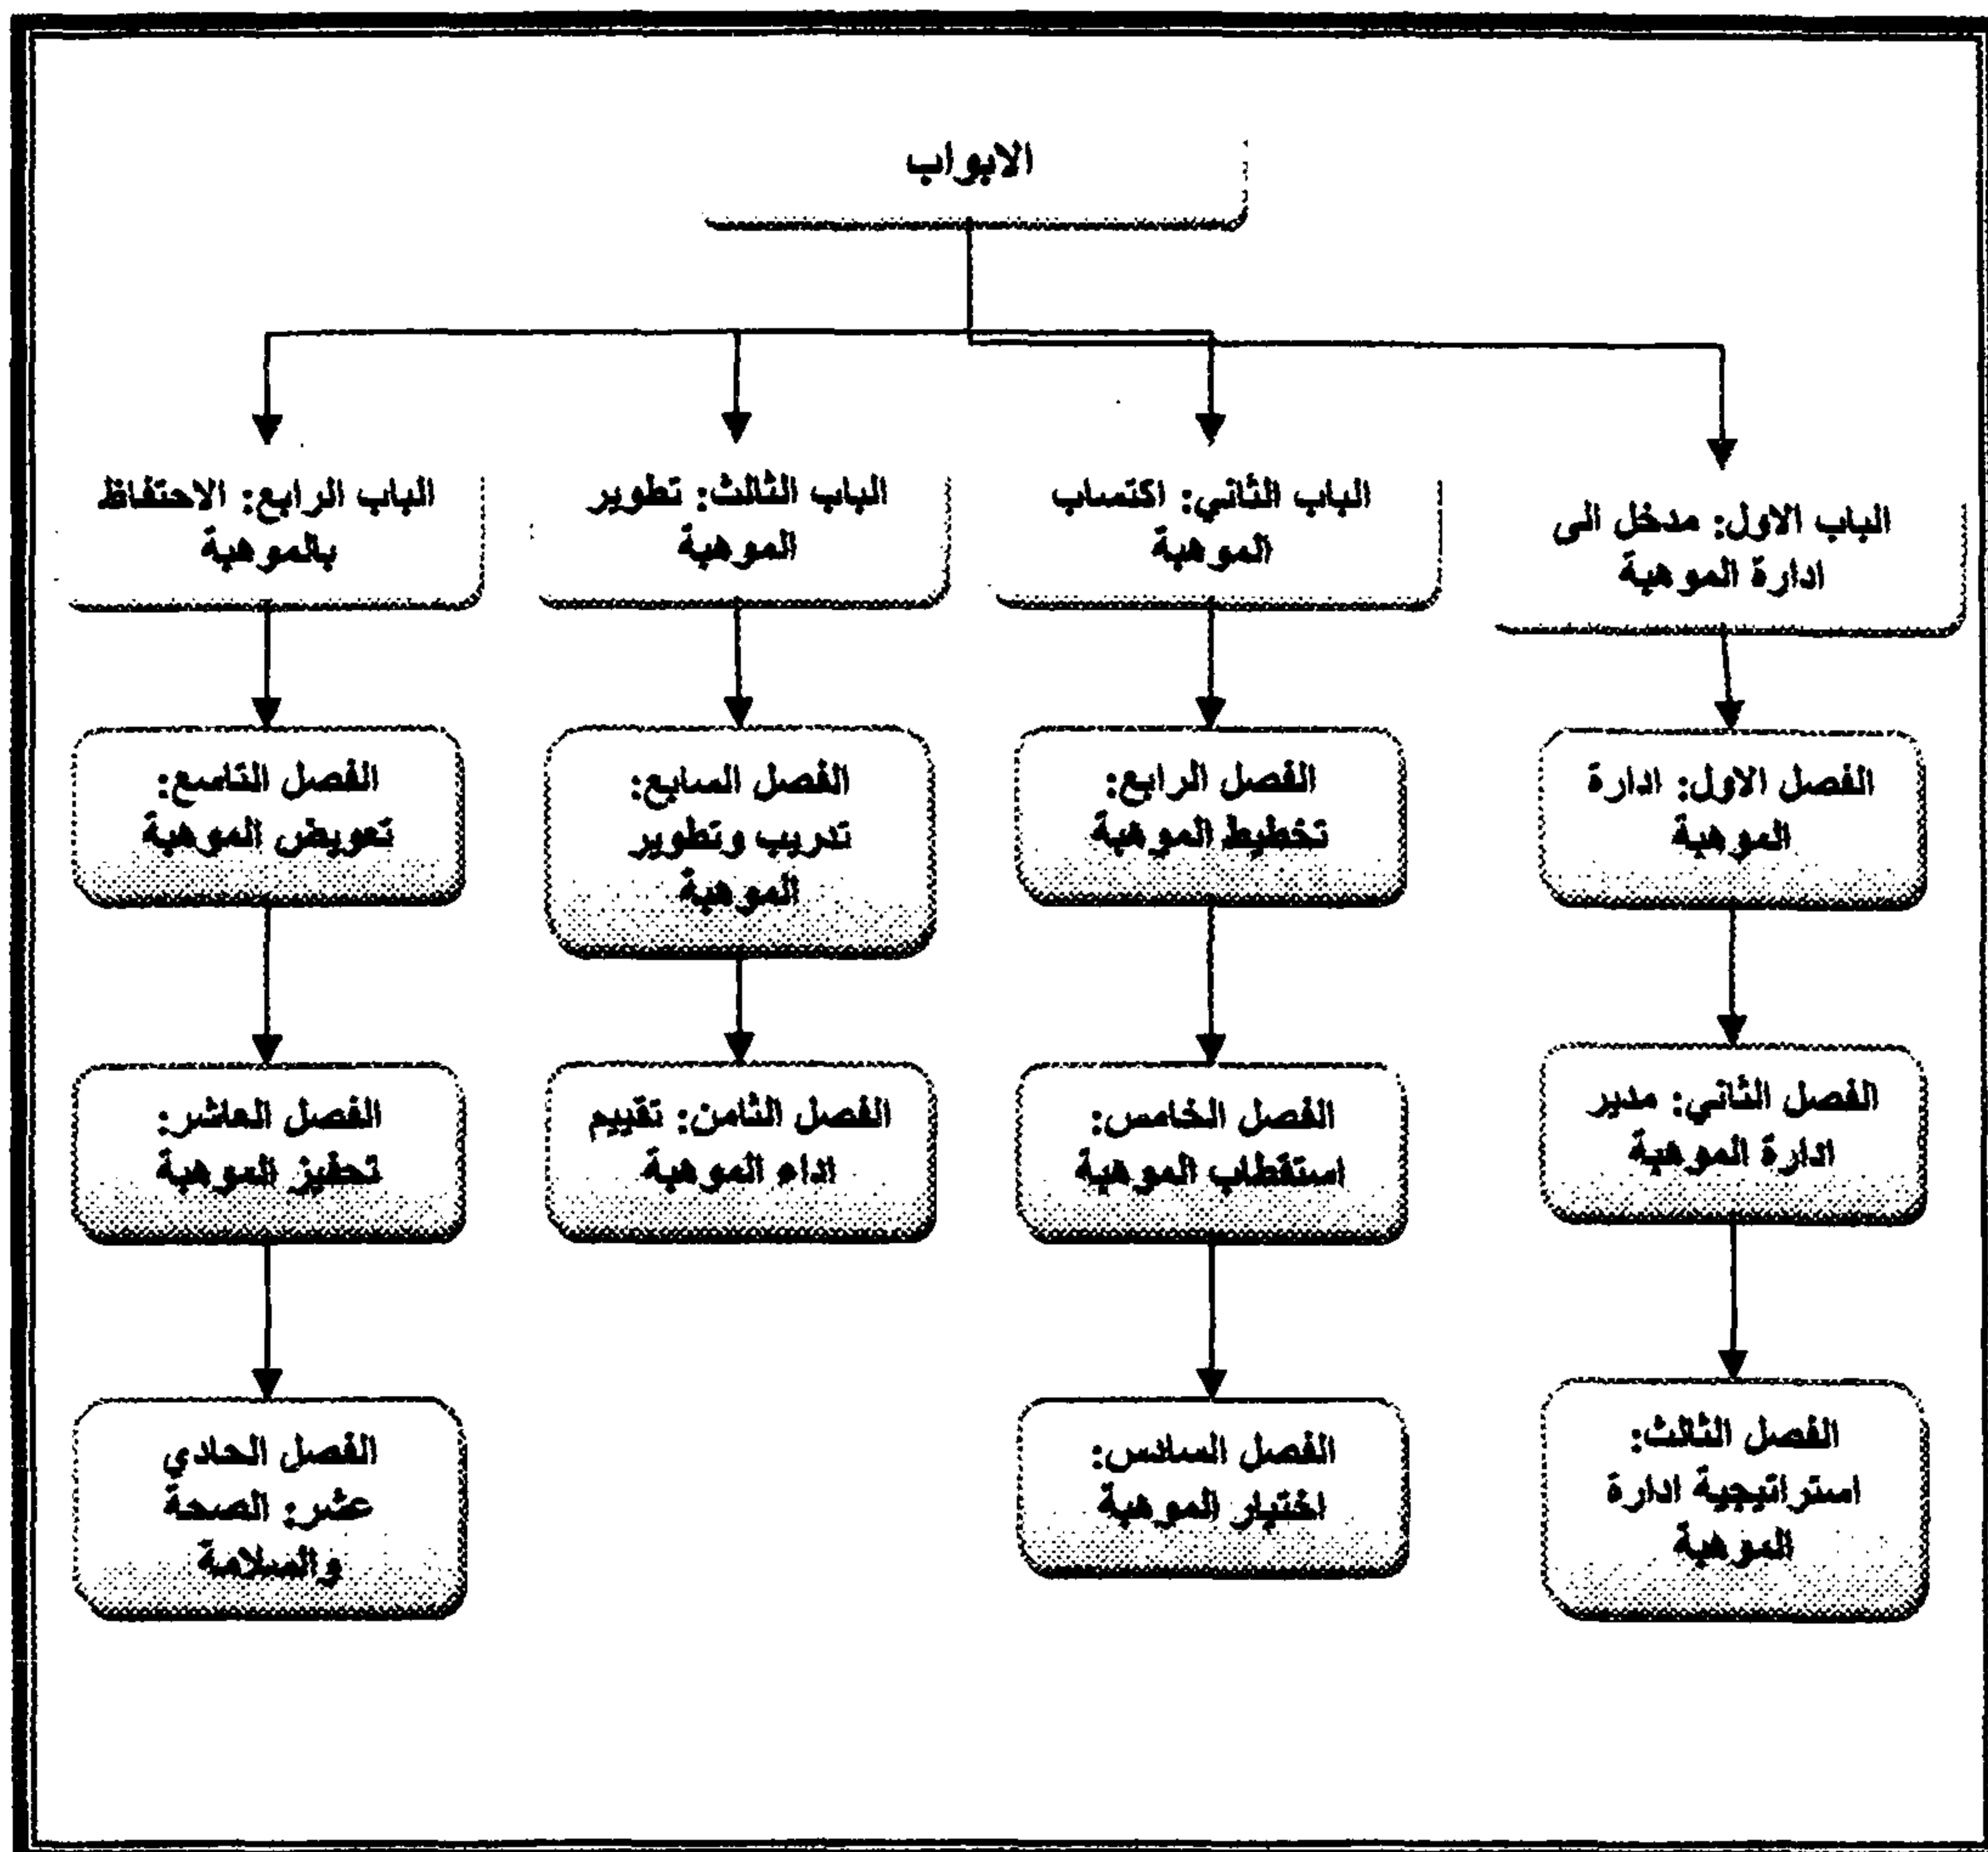 الابواب
الباب الاول: مدخل الى
ادارة الموهبة
الفصل الاول: ادارة
الموهبة
الفصل الثاني: مدير
ادارة الموهبة
الفصل الثالث:
استراتيجية ادارة
الموهبة
الباب الثاني: اكتساب
الموهبة
الفصل الرابع:
تخطيط الموهبة
الفصل الخامس:
استقطاب الموهبة
الفصل السادس:
اختيار الموهبة
الباب الثالث: تطوير
الموهبة
الفصل السابع:
تدريب وتطوير
الموهبة
الفصل الثامن: تقييم
اداء الموهبة
الباب الرابع: الاحتفاظ
بالموهبة
الفصل التاسع:
تعويض الموهبة
الفصل العاشر:
تحفيز الموهبة
الفصل الحادي
عشر: الصحة
والسلامة